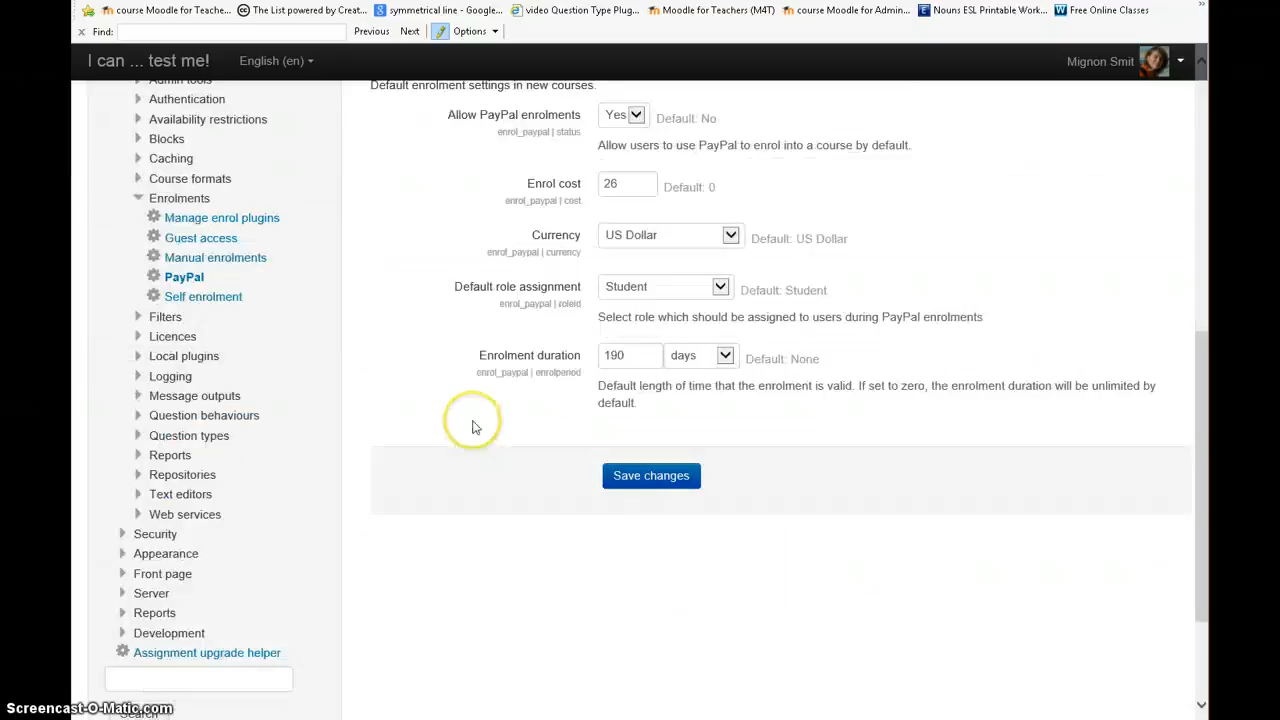 course Moodle for Teache... The List powered by Creat... symmetrical line - Google... video Question Type Plug... Moodle for Teachers (M4T) course Moodle for Admin... Nouns ESL Printable Work... Free Online Classes
Find: Previous Next Options
I can ... test me! English (en) Mignon Smit
Admin tools
Authentication
Availability restrictions
Blocks
Caching
Course formats
Enrolments
Manage enrol plugins
Guest access
Manual enrolments
PayPal
Self enrolment
Filters
Licences
Local plugins
Logging
Message outputs
Question behaviours
Question types
Reports
Repositories
Text editors
Web services
Security
Appearance
Front page
Server
Reports
Development
Assignment upgrade helper
Search
Default enrolment settings in new courses.
Allow PayPal enrolments Yes Default: No
enrol_paypal | status
Allow users to use PayPal to enrol into a course by default.
Enrol cost 26 Default: 0
enrol_paypal | cost
Currency US Dollar Default: US Dollar
enrol_paypal | currency
Default role assignment Student Default: Student
enrol_paypal | roleid
Select role which should be assigned to users during PayPal enrolments
Enrolment duration 190 days Default: None
enrol_paypal | enrolperiod
Default length of time that the enrolment is valid. If set to zero, the enrolment duration will be unlimited by
default.
Save changes
Screencast-O-Matic.com